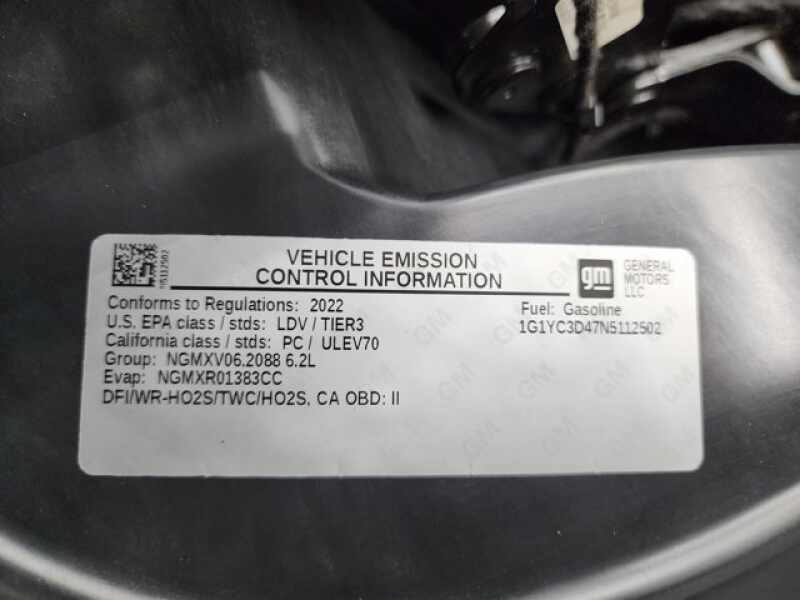 VEHICLE EMISSION
CONTROL INFORMATION
gm
GENERAL
MOTORS
LLC
Conforms to Regulations: 2022
U.S. EPA class / stds: LDV / TIER3
California class / stds: PC / ULEV70
Group: NGMXV06.2088 6.2L
Evap: NGMXR01383CC
DFI/WR-HO2S/TWC/HO2S, CA OBD: II
Fuel: Gasoline
1G1YC3D47N5112502
N5112502